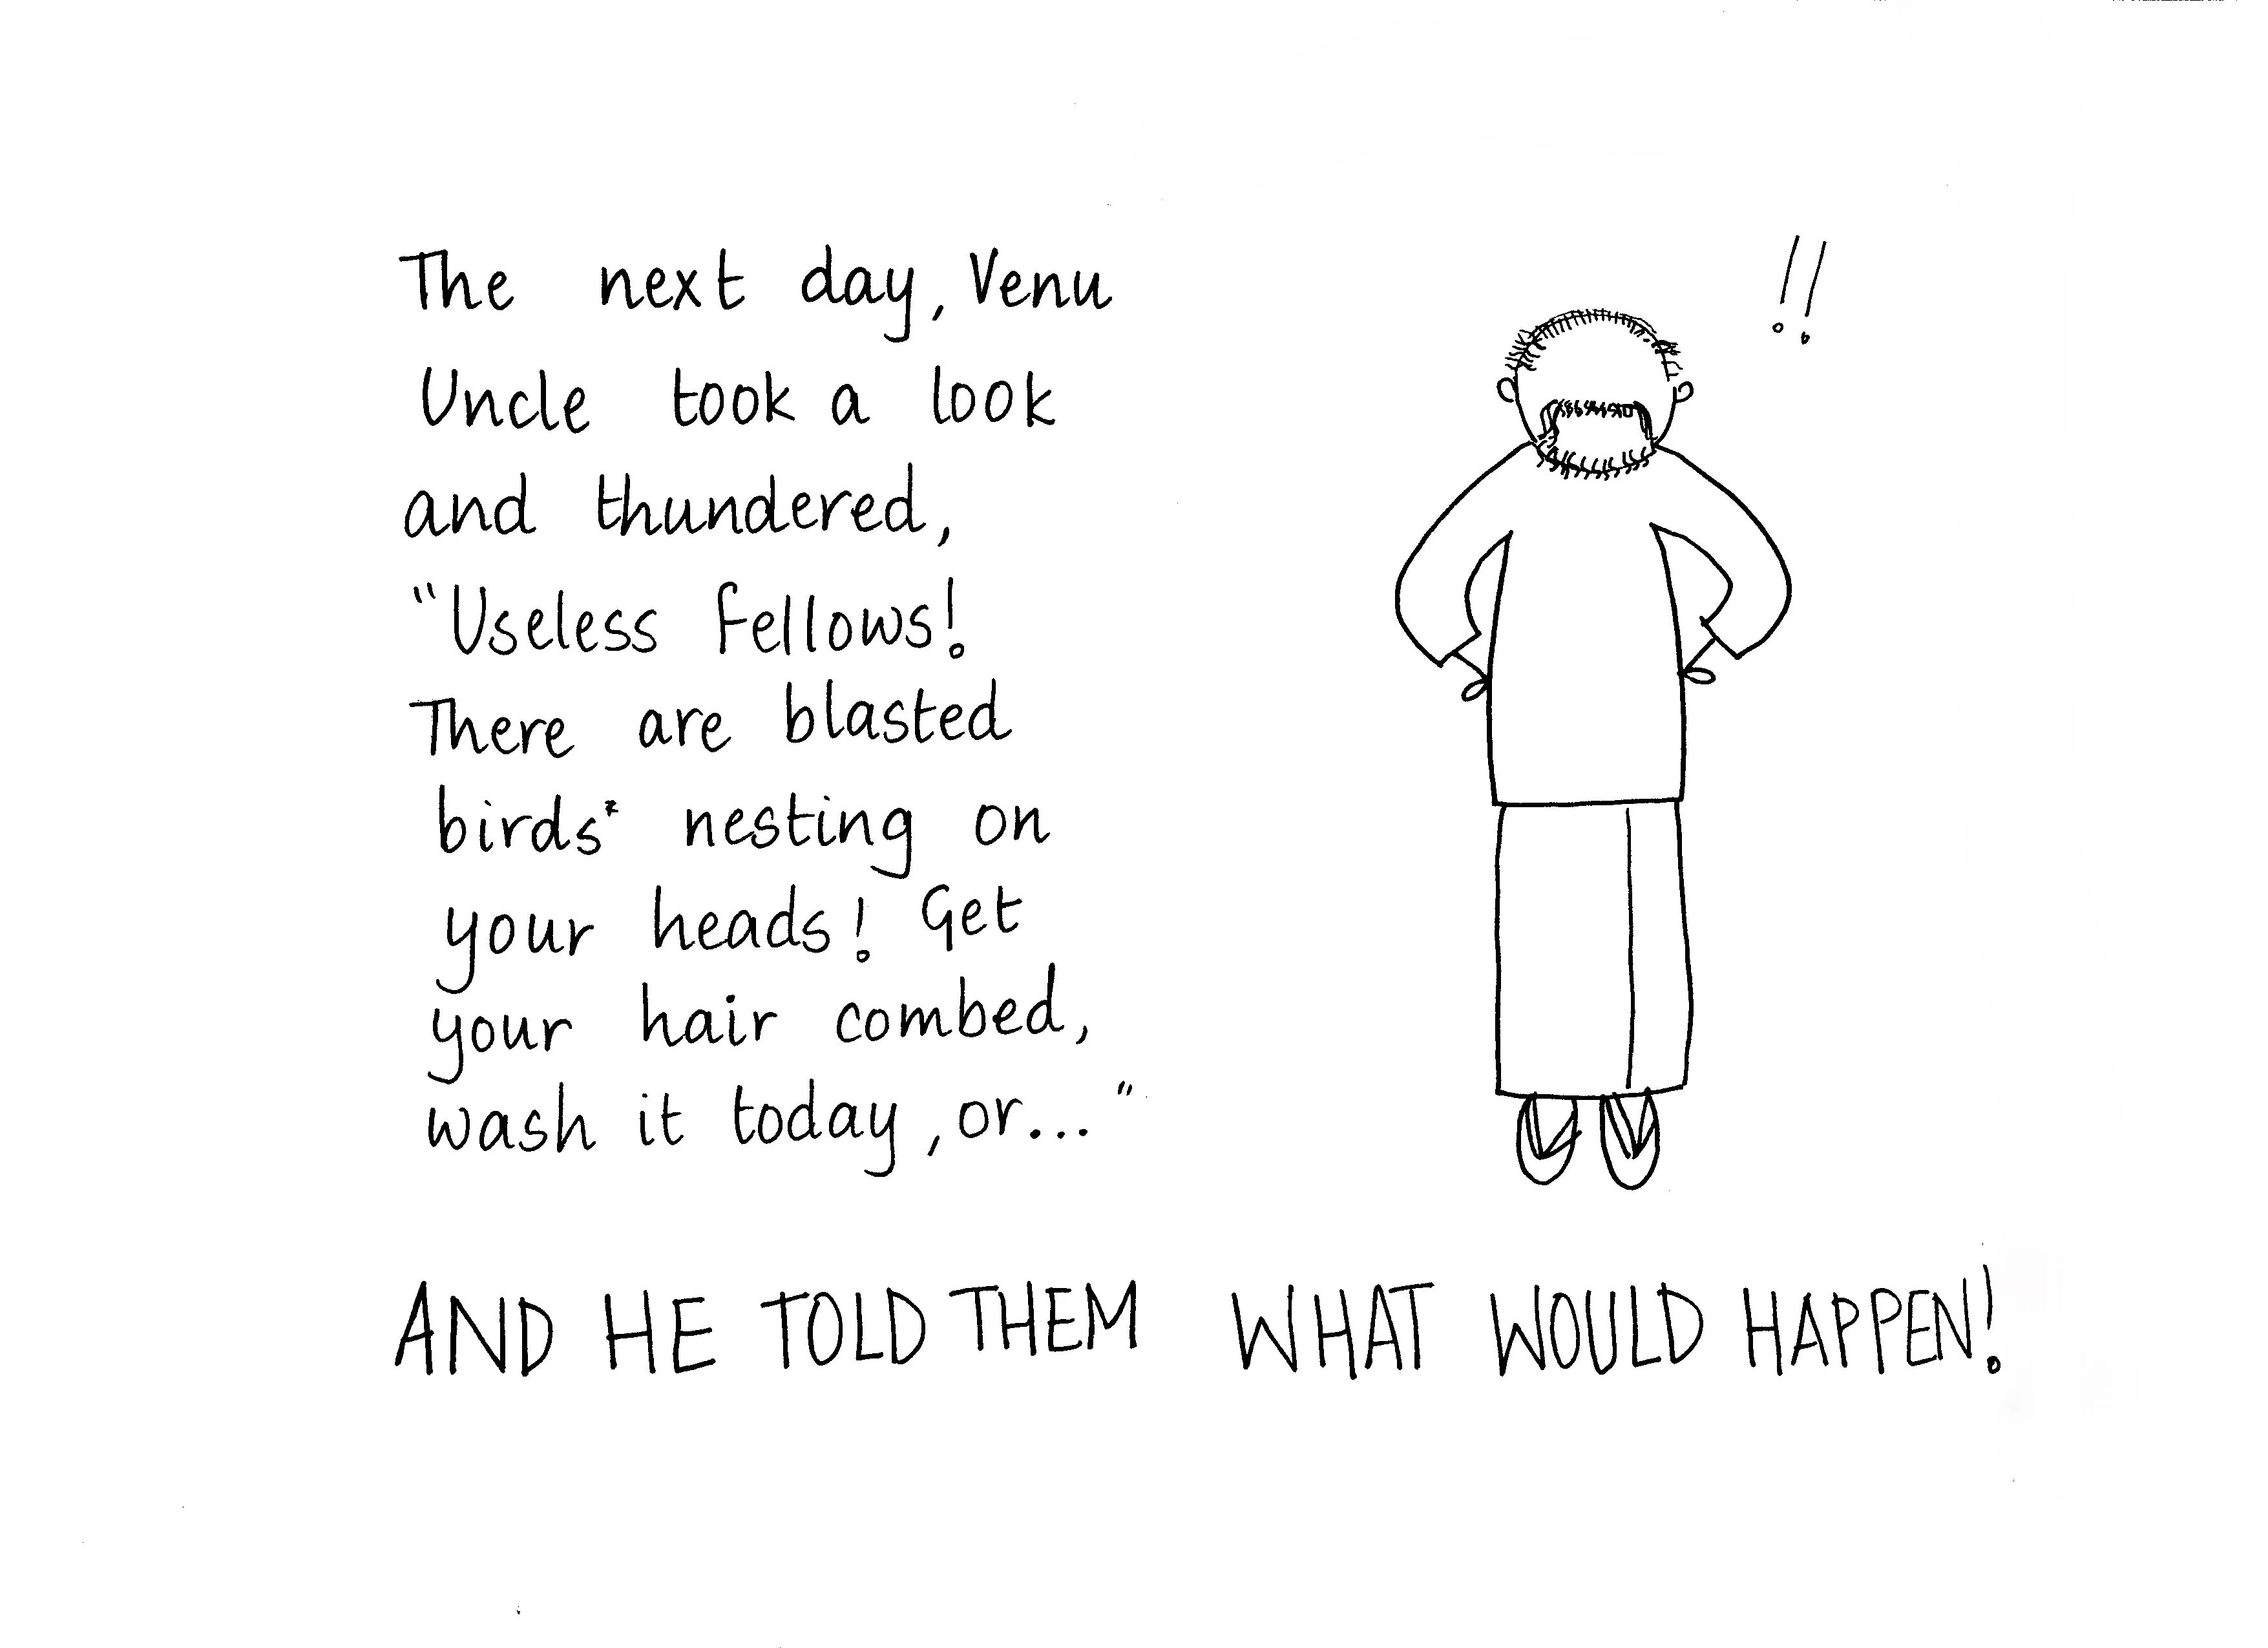 The next day, Venu
Uncle took a look
and thundered,
"Useless fellows!
There are blasted
birds* nesting on
your heads! Get
your hair combed,
wash it today, or..."
!!
AND HE TOLD THEM WHAT WOULD HAPPEN!